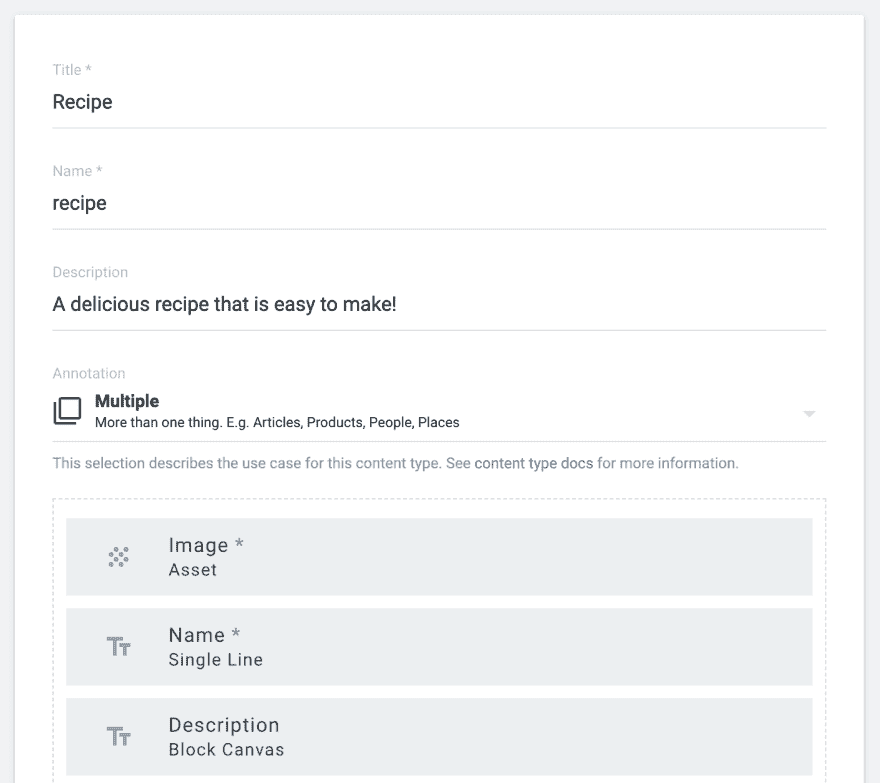 Title *
Recipe
Name *
recipe
Description
A delicious recipe that is easy to make!
Annotation
Multiple
More than one thing. E.g. Articles, Products, People, Places
This selection describes the use case for this content type. See content type docs for more information.
Image *
Asset
Name *
Single Line
Description
Block Canvas